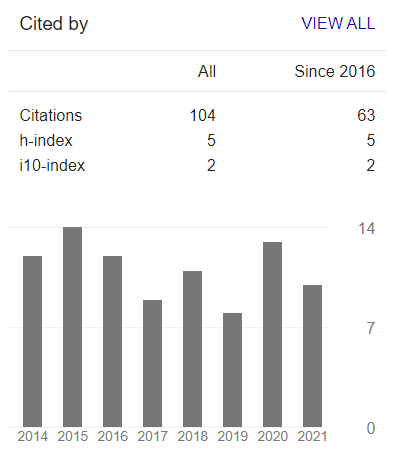 Cited by VIEW ALL
All Since 2016
Citations 104 63
h-index 5 5
i10-index 2 2
14
7
0
2014 2015 2016 2017 2018 2019 2020 2021